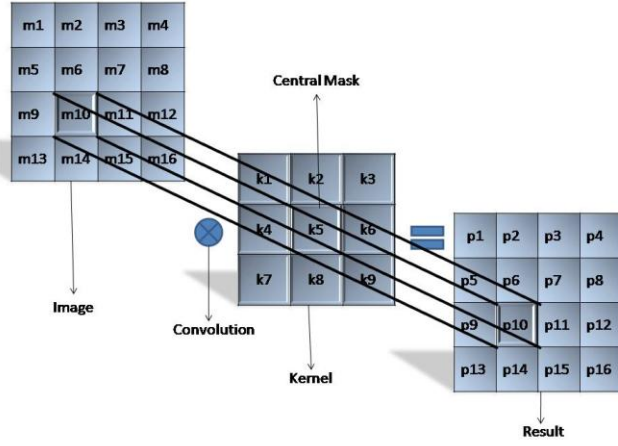 m1 m2 m3 m4
m5 m6 m7 m8
m9 m10 m11 m12
m13 m14 m15 m16
Image
Convolution
Central Mask
k1 k2 k3
k4 k5 k6
k7 k8 k9
Kernel
p1 p2 p3 p4
p5 p6 p7 p8
p9 p10 p11 p12
p13 p14 p15 p16
Result